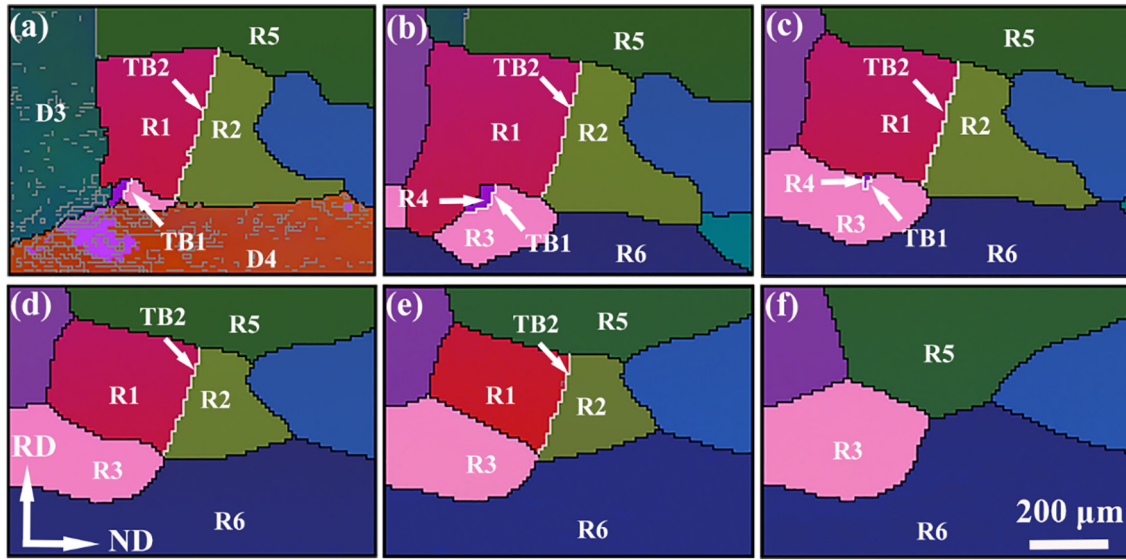 (a)
R5
TB2
D3
R1
R2
TB1
D4
(b)
R5
TB2
R1
R2
R4
R3
TB1
R6
(c)
R5
TB2
R1
R2
R4
R3
TB1
R6
(d)
TB2
R5
R1
R2
RD
R3
R6
ND
(e)
TB2
R5
R1
R2
R3
R6
(f)
R5
R3
R6
200 μm